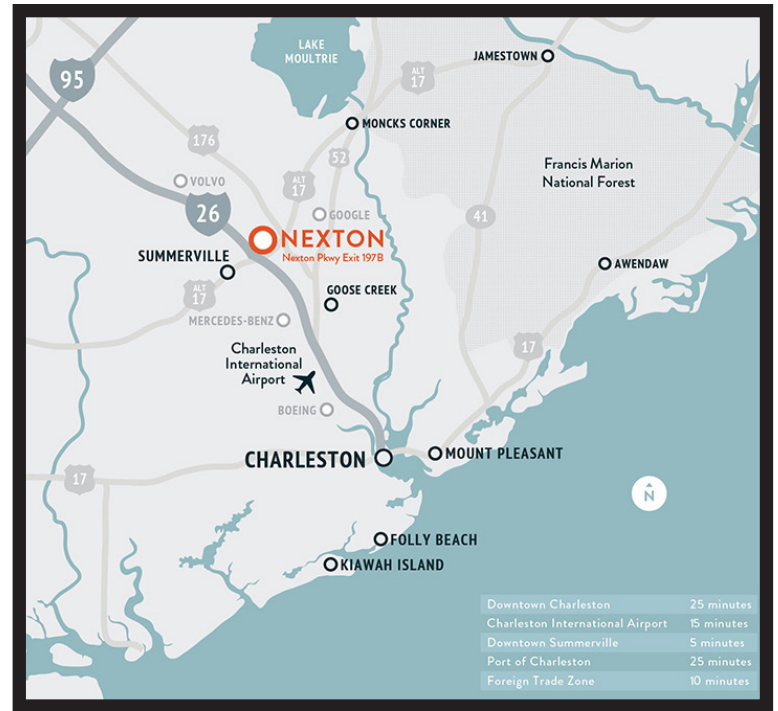 LAKE
MOULTRIE
JAMESTOWN
95
ALT
17
MONCKS CORNER
176
52
Francis Marion
National Forest
VOLVO
ALT
17
26
GOOGLE
41
NEXTON
Nexton Pkwy Exit 197B
SUMMERVILLE
AWENDAW
ALT
17
GOOSE CREEK
MERCEDES-BENZ
17
Charleston
International
Airport
BOEING
CHARLESTON
MOUNT PLEASANT
17
N
FOLLY BEACH
KIAWAH ISLAND
Downtown Charleston 25 minutes
Charleston International Airport 15 minutes
Downtown Summerville 5 minutes
Port of Charleston 25 minutes
Foreign Trade Zone 10 minutes